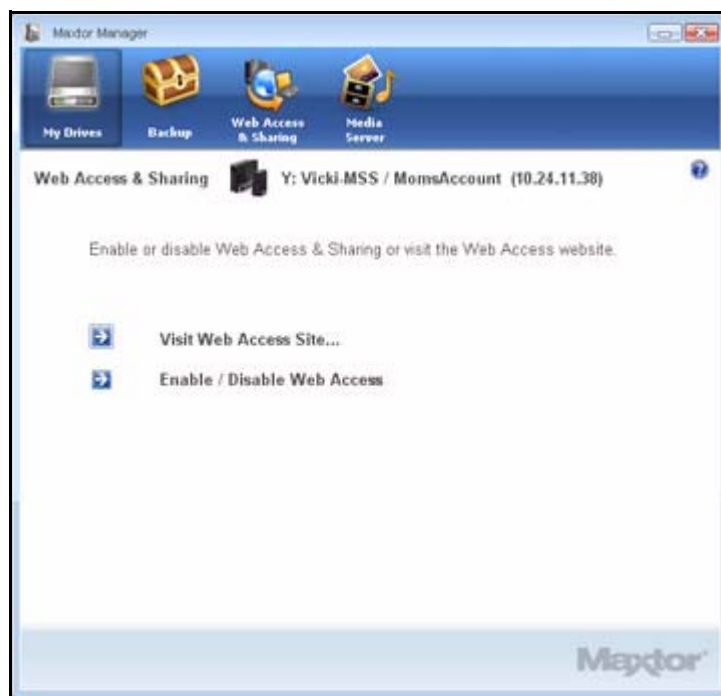 Maxtor Manager
My Drives
Backup
Web Access
& Sharing
Media
Server
Web Access & Sharing
Y: Vicki-MSS / MomsAccount (10.24.11.38)
?
Enable or disable Web Access & Sharing or visit the Web Access website.
Visit Web Access Site...
Enable / Disable Web Access
Maxtor